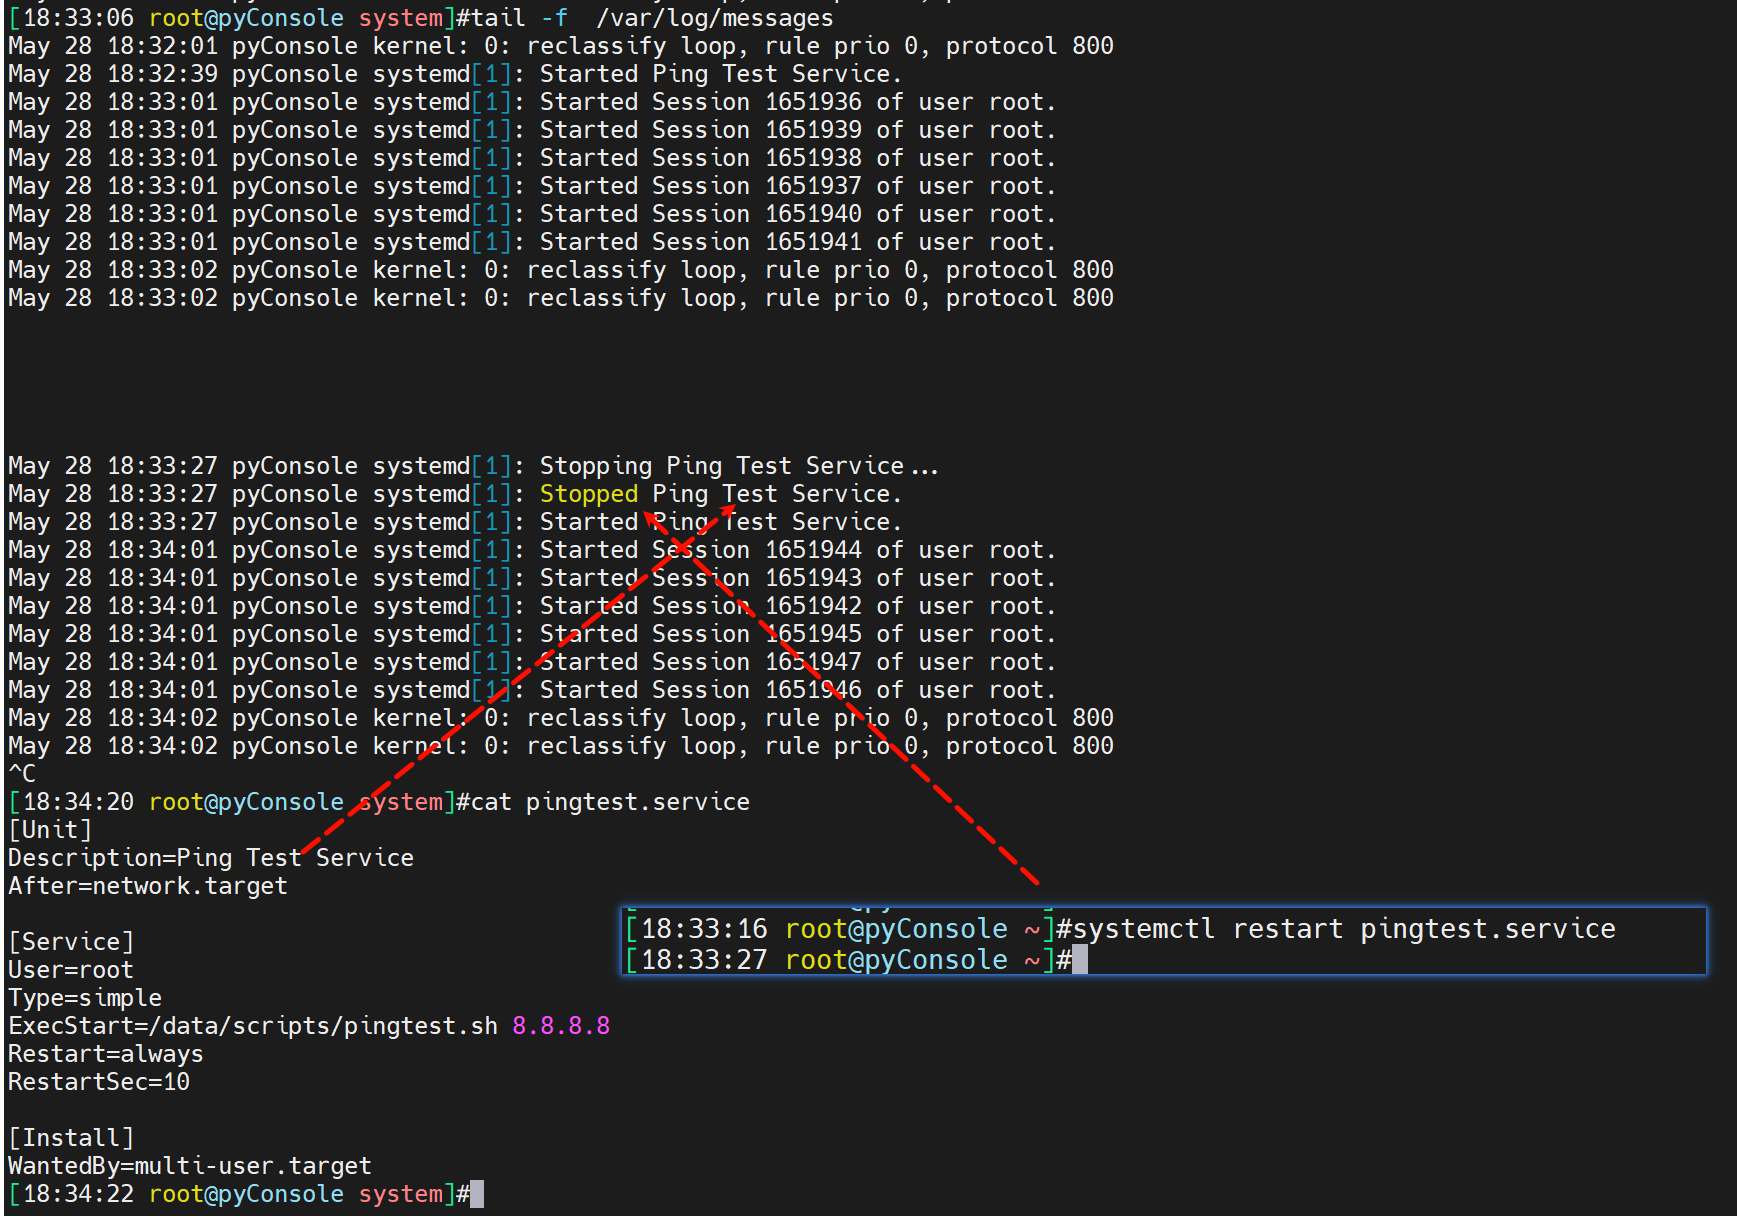 [18:33:06 root@pyConsole system]#tail -f  /var/log/messages
May 28 18:32:01 pyConsole kernel: 0: reclassify loop, rule prio 0, protocol 800
May 28 18:32:39 pyConsole systemd[1]: Started Ping Test Service.
May 28 18:33:01 pyConsole systemd[1]: Started Session 1651936 of user root.
May 28 18:33:01 pyConsole systemd[1]: Started Session 1651939 of user root.
May 28 18:33:01 pyConsole systemd[1]: Started Session 1651938 of user root.
May 28 18:33:01 pyConsole systemd[1]: Started Session 1651937 of user root.
May 28 18:33:01 pyConsole systemd[1]: Started Session 1651940 of user root.
May 28 18:33:01 pyConsole systemd[1]: Started Session 1651941 of user root.
May 28 18:33:02 pyConsole kernel: 0: reclassify loop, rule prio 0, protocol 800
May 28 18:33:02 pyConsole kernel: 0: reclassify loop, rule prio 0, protocol 800
May 28 18:33:27 pyConsole systemd[1]: Stopping Ping Test Service...
May 28 18:33:27 pyConsole systemd[1]: Stopped Ping Test Service.
May 28 18:33:27 pyConsole systemd[1]: Started Ping Test Service.
May 28 18:34:01 pyConsole systemd[1]: Started Session 1651944 of user root.
May 28 18:34:01 pyConsole systemd[1]: Started Session 1651943 of user root.
May 28 18:34:01 pyConsole systemd[1]: Started Session 1651942 of user root.
May 28 18:34:01 pyConsole systemd[1]: Started Session 1651945 of user root.
May 28 18:34:01 pyConsole systemd[1]: Started Session 1651947 of user root.
May 28 18:34:01 pyConsole systemd[1]: Started Session 1651946 of user root.
May 28 18:34:02 pyConsole kernel: 0: reclassify loop, rule prio 0, protocol 800
May 28 18:34:02 pyConsole kernel: 0: reclassify loop, rule prio 0, protocol 800
^C
[18:34:20 root@pyConsole system]#cat pingtest.service
[Unit]
Description=Ping Test Service
After=network.target
[18:33:16 root@pyConsole ~]#systemctl restart pingtest.service
[18:33:27 root@pyConsole ~]#
[Service]
User=root
Type=simple
ExecStart=/data/scripts/pingtest.sh 8.8.8.8
Restart=always
RestartSec=10
[Install]
WantedBy=multi-user.target
[18:34:22 root@pyConsole system]#